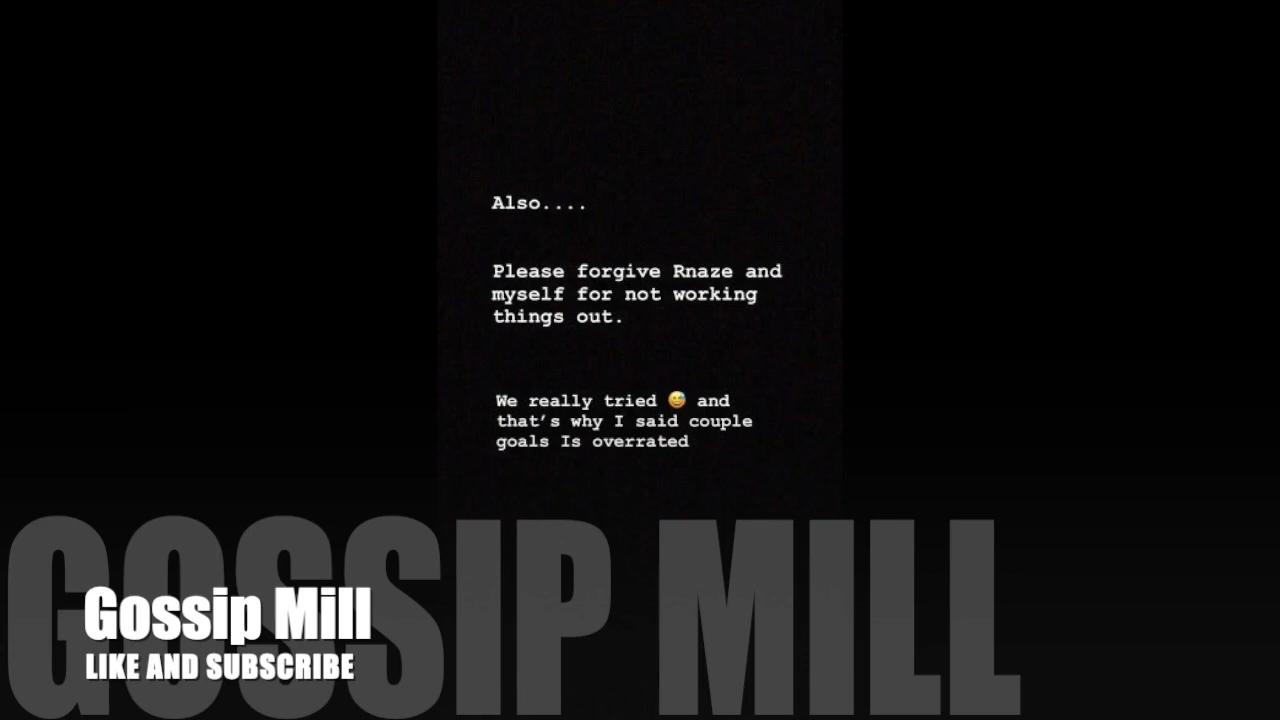 Also....
Please forgive Rnaze and
myself for not working
things out.
We really tried 😅 and
that’s why I said couple
goals Is overrated
GOSSIP MILL
Gossip Mill
LIKE AND SUBSCRIBE